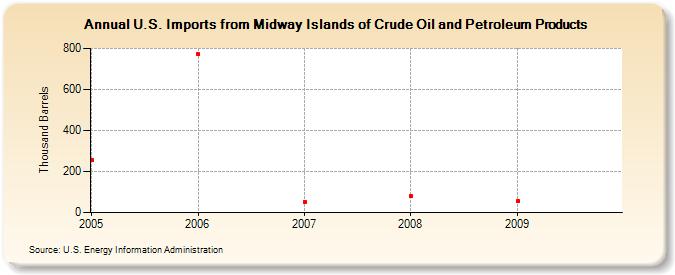 Annual U.S. Imports from Midway Islands of Crude Oil and Petroleum Products
Thousand Barrels
800
600
400
200
0
2005 2006 2007 2008 2009
Source: U.S. Energy Information Administration